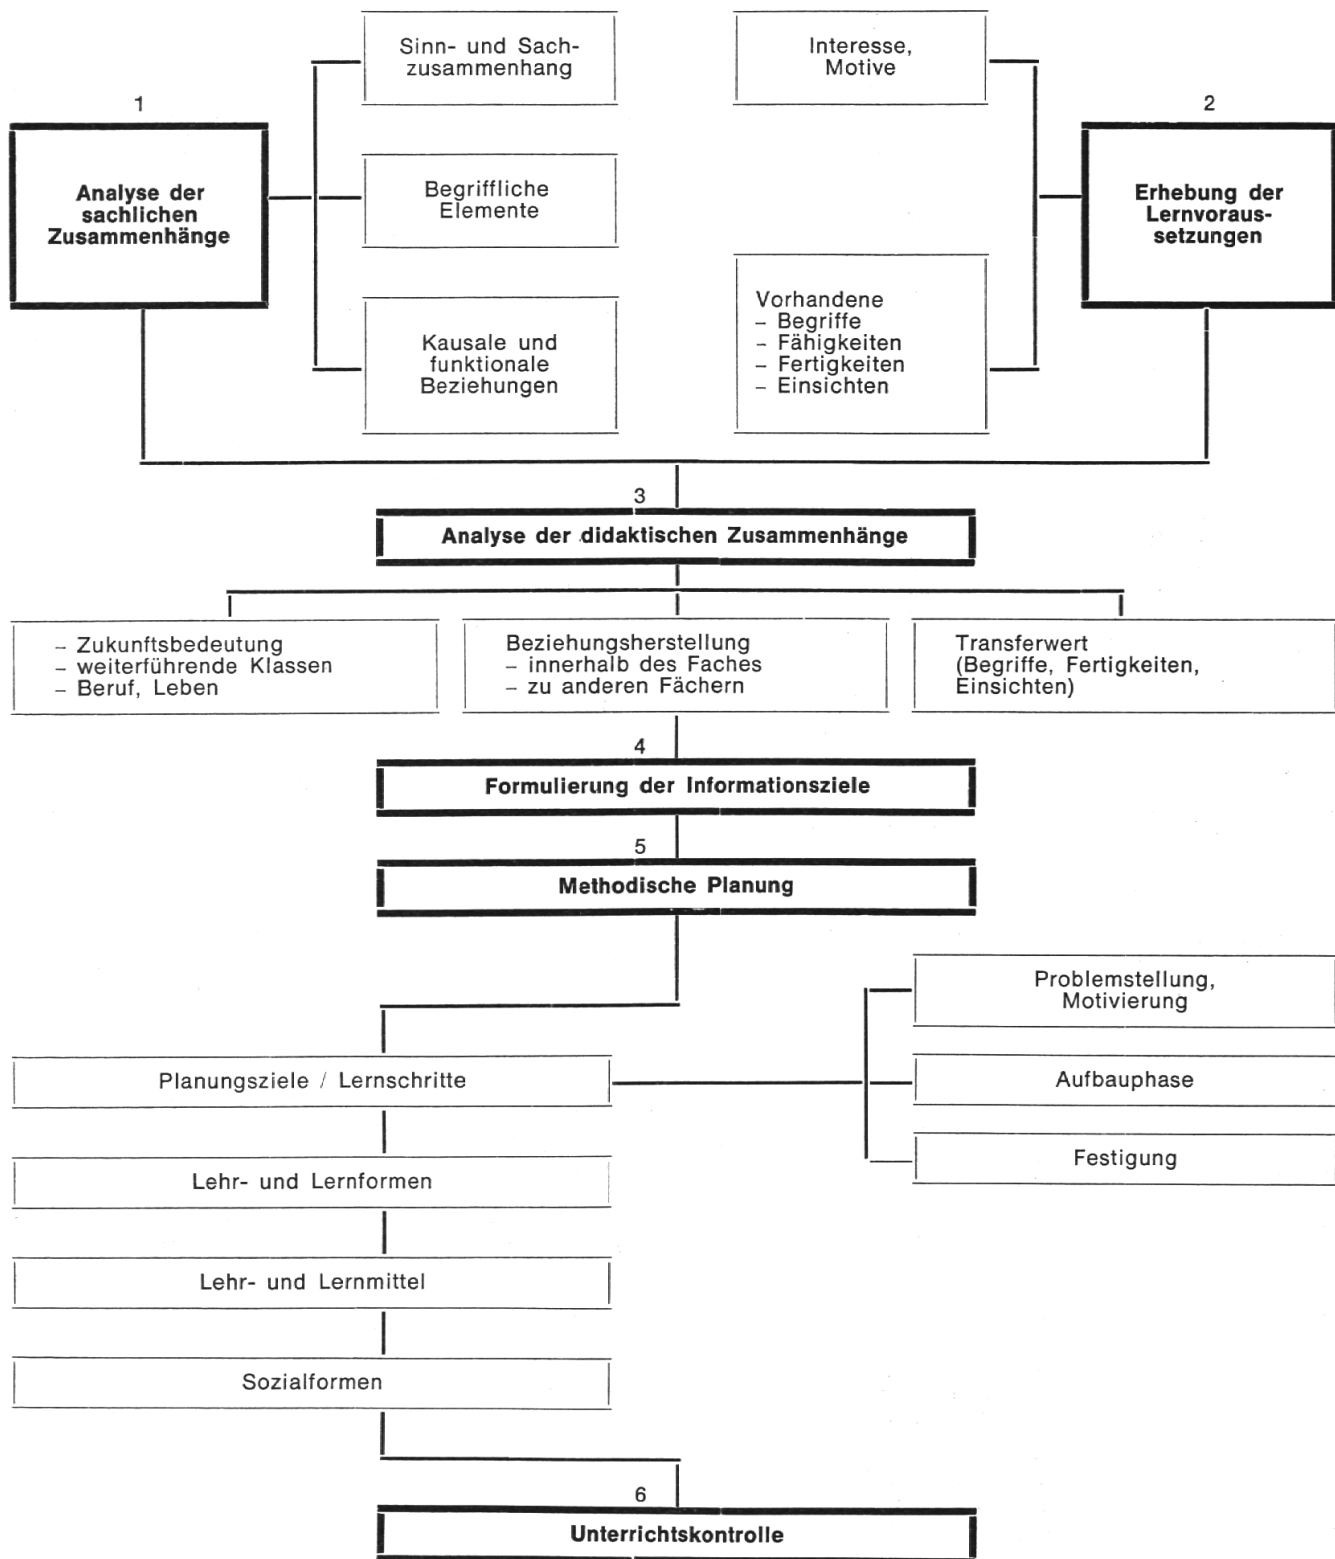 1
Analyse der
sachlichen
Zusammenhänge
Sinn- und Sach-
zusammenhang
Begriffliche
Elemente
Kausale und
funktionale
Beziehungen
Interesse,
Motive
Vorhandene
– Begriffe
– Fähigkeiten
– Fertigkeiten
– Einsichten
2
Erhebung der
Lernvoraus-
setzungen
3
Analyse der didaktischen Zusammenhänge
– Zukunftsbedeutung
– weiterführende Klassen
– Beruf, Leben
Beziehungsherstellung
– innerhalb des Faches
– zu anderen Fächern
Transferwert
(Begriffe, Fertigkeiten,
Einsichten)
4
Formulierung der Informationsziele
5
Methodische Planung
Planungsziele / Lernschritte
Problemstellung,
Motivierung
Aufbauphase
Festigung
Lehr- und Lernformen
Lehr- und Lernmittel
Sozialformen
6
Unterrichtskontrolle